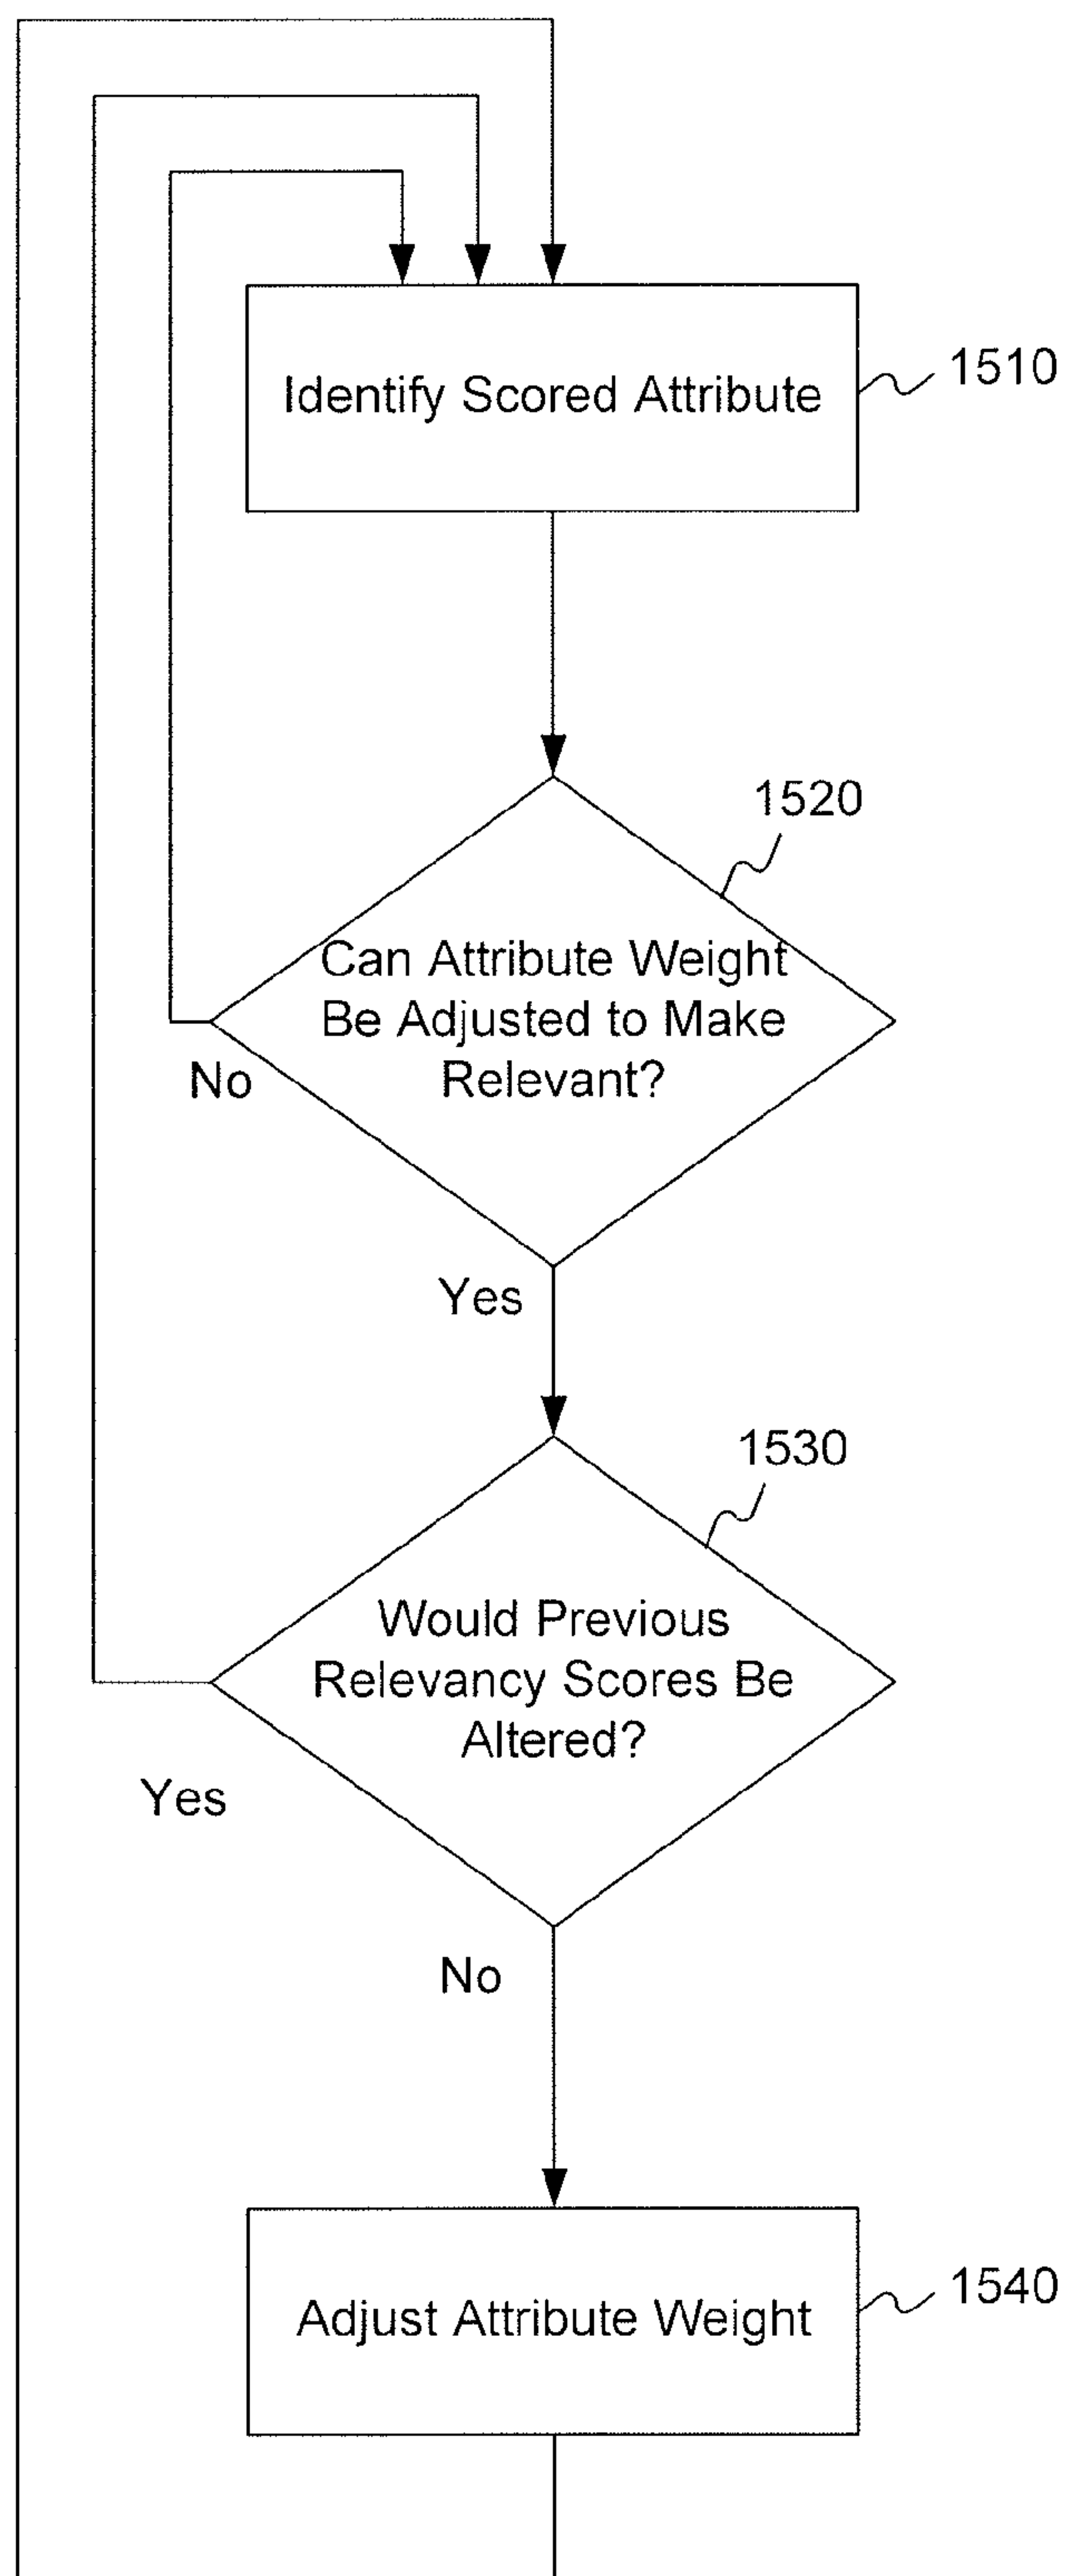 Identify Scored Attribute
1510
1520
Can Attribute Weight
Be Adjusted to Make
Relevant?
No
Yes
1530
Would Previous
Relevancy Scores Be
Altered?
Yes
No
Adjust Attribute Weight
1540